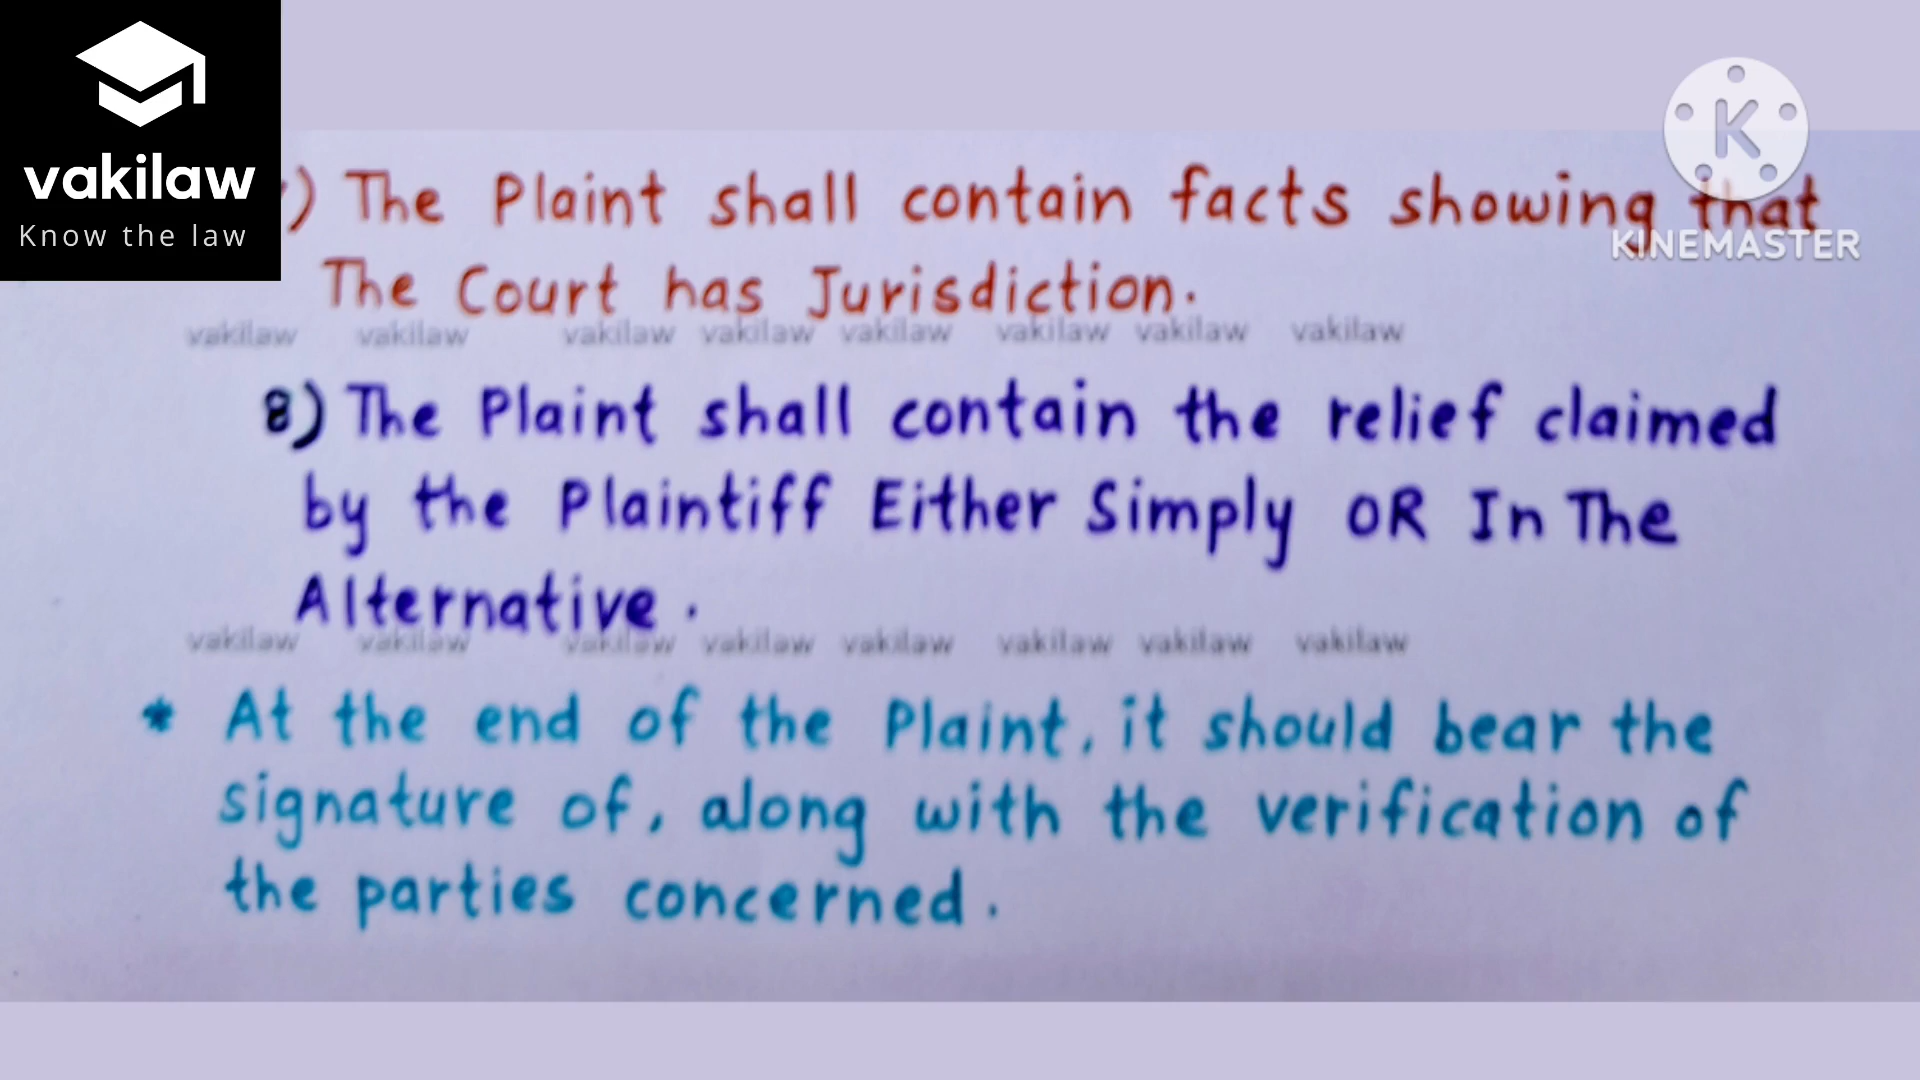 vakilaw
Know the law
) The Plaint shall contain facts showing that
KINEMASTER
The Court has Jurisdiction.
vakilaw vakilaw vakilaw vakilaw vakilaw vakilaw vakilaw vakilaw
8) The Plaint shall contain the relief claimed
by the Plaintiff Either Simply OR In The
Alternative.
vakilaw vakilaw vakilaw vakilaw vakilaw vakilaw vakilaw vakilaw
* At the end of the Plaint, it should bear the
signature of, along with the verification of
the parties concerned.